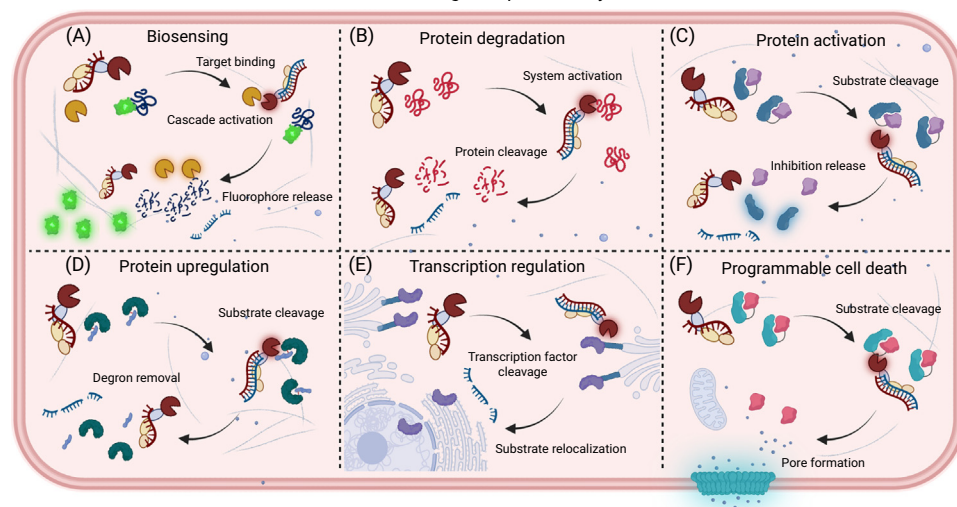 (A) Biosensing
Target binding
Cascade activation
Fluorophore release
(B) Protein degradation
System activation
Protein cleavage
(C) Protein activation
Substrate cleavage
Inhibition release
(D) Protein upregulation
Substrate cleavage
Degron removal
(E) Transcription regulation
Transcription factor
cleavage
Substrate relocalization
(F) Programmable cell death
Substrate cleavage
Pore formation